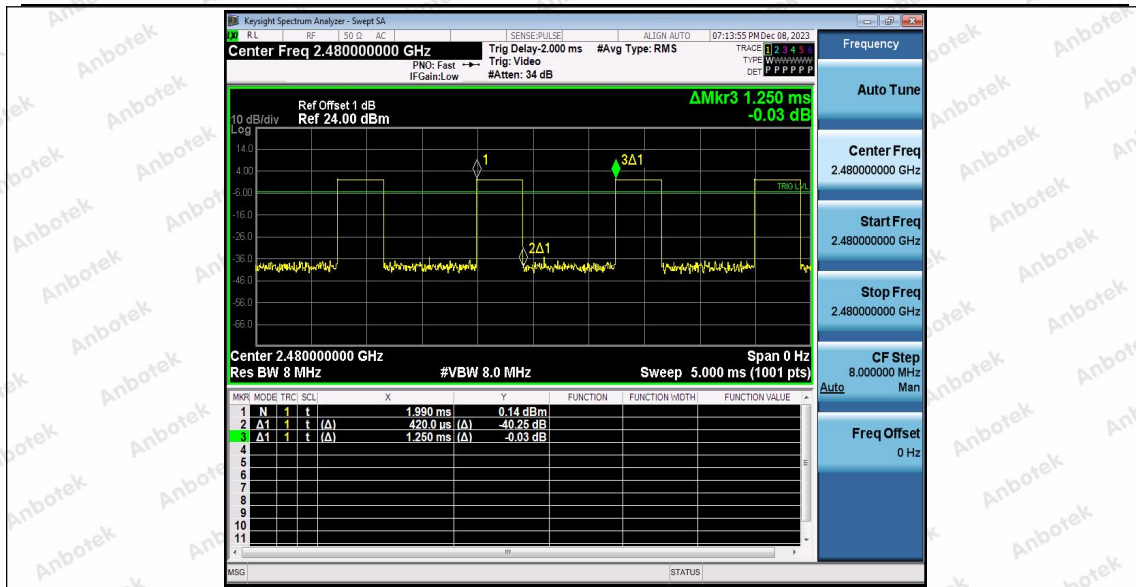 Keysight Spectrum Analyzer - Swept SA
LXI RL RF 50 Ω AC SENSE:PULSE ALIGN AUTO 07:13:55 PM Dec 08, 2023
Center Freq 2.480000000 GHz
PNO: Fast
IFGain:Low
Trig Delay-2.000 ms
Trig: Video
#Atten: 34 dB
#Avg Type: RMS
TRACE 1 2 3 4 5 6
TYPE WWWWWW
DET P P P P P P
Ref Offset 1 dB
10 dB/div Ref 24.00 dBm
Log
ΔMkr3 1.250 ms
-0.03 dB
14.0
4.00
-6.00
-16.0
-26.0
-36.0
-46.0
-56.0
-66.0
1
3Δ1
TRIG LVL
2Δ1
Center 2.480000000 GHz Span 0 Hz
Res BW 8 MHz #VBW 8.0 MHz Sweep 5.000 ms (1001 pts)
MKR MODE TRC SCL X Y FUNCTION FUNCTION WIDTH FUNCTION VALUE
1 N 1 t 1.990 ms 0.14 dBm
2 Δ1 1 t (Δ) 420.0 µs (Δ) -40.25 dB
3 Δ1 1 t (Δ) 1.250 ms (Δ) -0.03 dB
4
5
6
7
8
9
10
11
MSG STATUS
Frequency
Auto Tune
Center Freq
2.480000000 GHz
Start Freq
2.480000000 GHz
Stop Freq
2.480000000 GHz
CF Step
8.000000 MHz
Auto Man
Freq Offset
0 Hz
Anbotek